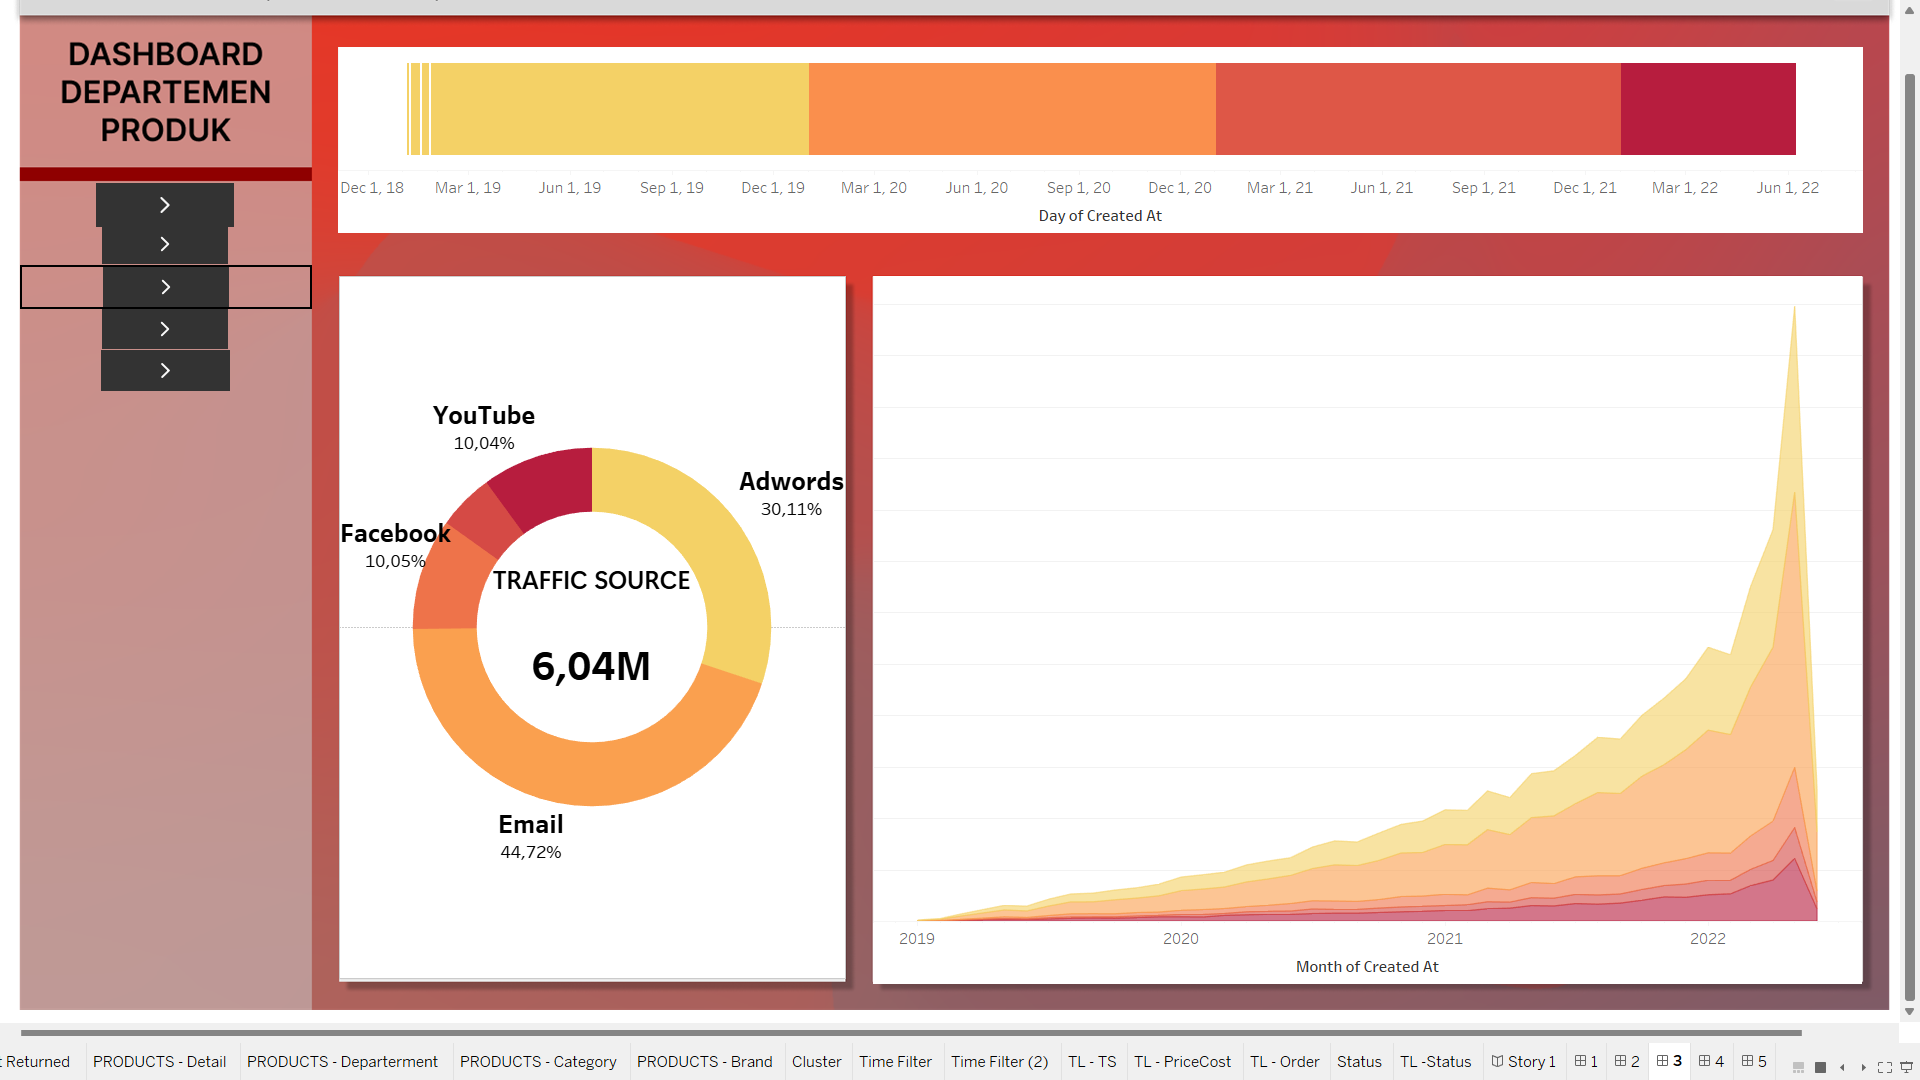 DASHBOARD
DEPARTEMEN
PRODUK
Dec 1, 18 Mar 1, 19 Jun 1, 19 Sep 1, 19 Dec 1, 19 Mar 1, 20 Jun 1, 20 Sep 1, 20 Dec 1, 20 Mar 1, 21 Jun 1, 21 Sep 1, 21 Dec 1, 21 Mar 1, 22 Jun 1, 22
Day of Created At
YouTube
10,04%
Adwords
30,11%
Facebook
10,05%
TRAFFIC SOURCE
6,04M
Email
44,72%
2019 2020 2021 2022
Month of Created At
Returned PRODUCTS - Detail PRODUCTS - Departerment PRODUCTS - Category PRODUCTS - Brand Cluster Time Filter Time Filter (2) TL - TS TL - PriceCost TL - Order Status TL -Status Story 1 1 2 3 4 5